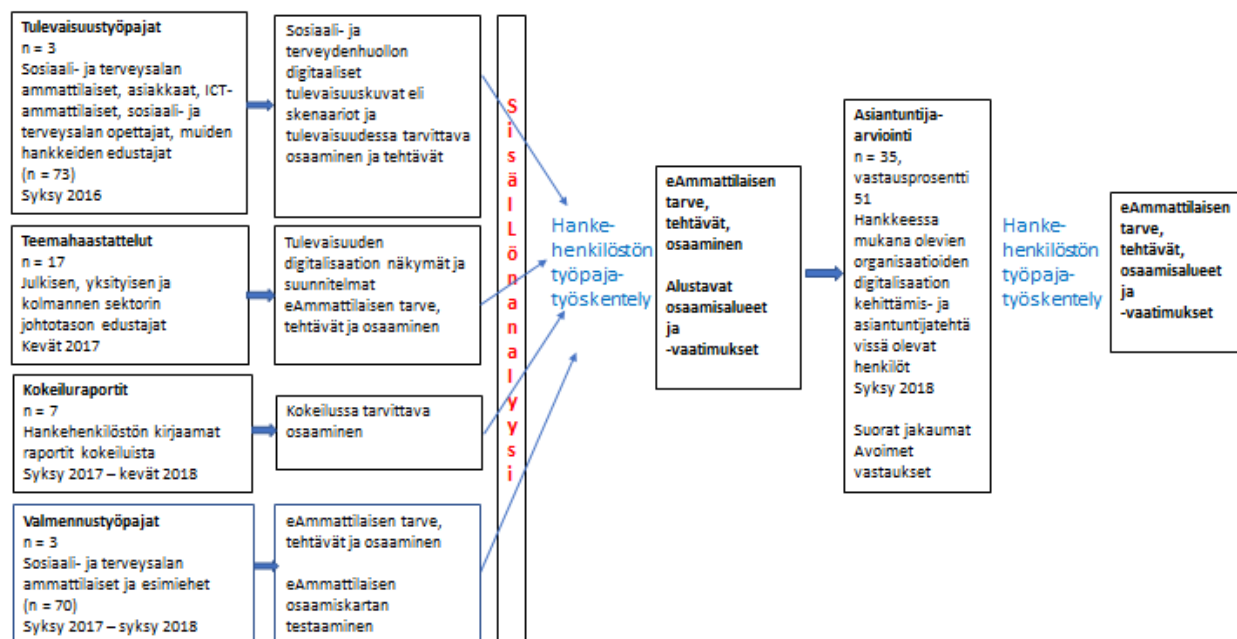 Tulevaisuustyöpajat
n = 3
Sosiaali- ja terveysalan
ammattilaiset, asiakkaat, ICT-
ammattilaiset, sosiaali- ja
terveysalan opettajat, muiden
hankkeiden edustajat
(n = 73)
Syksy 2016
Sosiaali- ja
terveydenhuollon
digitaaliset
tulevaisuuskuvat eli
skenaariot ja
tulevaisuudessa tarvittava
osaaminen ja tehtävät
Teemahaastattelut
n = 17
Julkisen, yksityisen ja
kolmannen sektorin
johtotason edustajat
Kevät 2017
Tulevaisuuden
digitalisaation näkymät ja
suunnitelmat
eAmmattilaisen tarve,
tehtävät ja osaaminen
Kokeiluraportit
n = 7
Hankehenkilöstön kirjaamat
raportit kokeiluista
Syksy 2017 – kevät 2018
Kokeilussa tarvittava
osaaminen
Valmennustyöpajat
n = 3
Sosiaali- ja terveysalan
ammattilaiset ja esimiehet
(n = 70)
Syksy 2017 – syksy 2018
eAmmattilaisen tarve,
tehtävät ja osaaminen
eAmmattilaisen
osaamiskartan
testaaminen
SisällLönanalyysi
Hanke-
henkilöstön
työpaja-
työskentely
eAmmattilaisen
tarve,
tehtävät,
osaaminen
Alustavat
osaamisalueet
ja
-vaatimukset
Asiantuntija-
arviointi
n = 35,
vastausprosentti
51
Hankkeessa
mukana olevien
organisaatioiden
digitalisaation
kehittämis- ja
asiantuntijatehtä
vissä olevat
henkilöt
Syksy 2018
Suorat jakaumat
Avoimet
vastaukset
Hanke-
henkilöstön
työpaja-
työskentely
eAmmattilaisen
tarve,
tehtävät,
osaamisalueet
ja
-vaatimukset